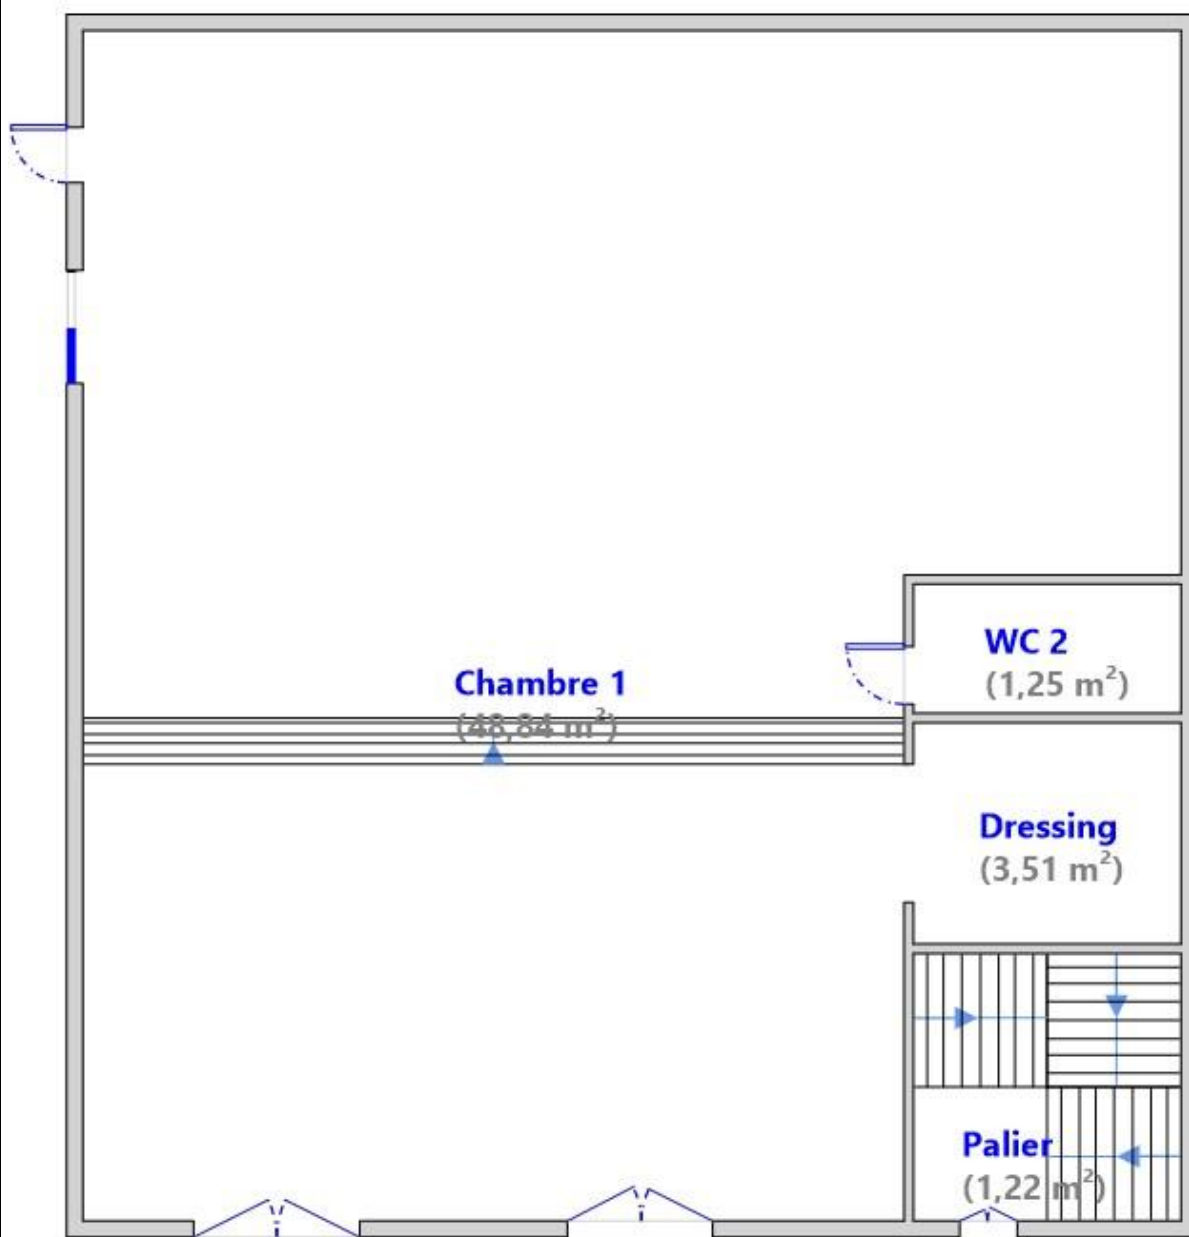 WC 2
(1,25 m²)
Chambre 1
(48,84 m²)
Dressing
(3,51 m²)
Palier
(1,22 m²)